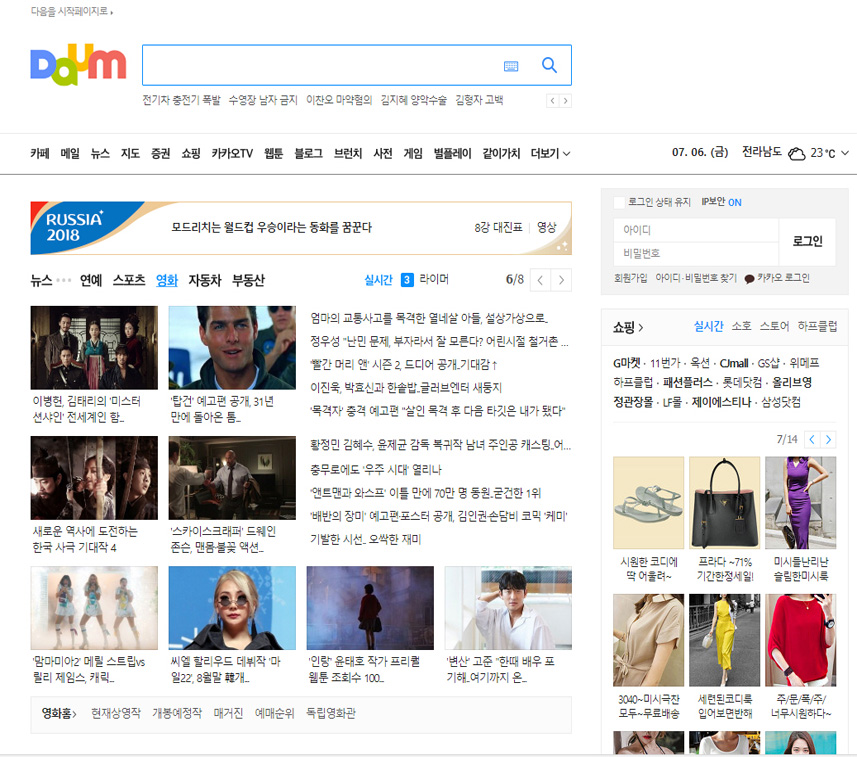 다음을 시작페이지로
Daum
전기자 충전기 폭발 수영장 남자 금지 이찬오 마약혐의 김지혜 양악수술 김형자 고백
카페 메일 뉴스 지도 증권 쇼핑 카카오TV 웹툰 블로그 브런치 사전 게임 별플레이 같이가치 더보기
07. 06. (금) 전라남도 23℃
RUSSIA
2018
모드리치는 월드컵 우승이라는 동화를 꿈꾼다
8강 대진표 영상
로그인 상태 유지 IP보안 ON
아이디
비밀번호
로그인
회원가입 아이디·비밀번호 찾기 카카오 로그인
뉴스 연예 스포츠 영화 자동차 부동산
실시간 3 라이머 6/8
엄마의 교통사고를 목격한 열네살 아들, 설상가상으로..
정우성 "난민 문제, 부자라서 잘 모른다? 어린시절 철거촌 ...
'빨간 머리 앤' 시즌 2, 드디어 공개..기대감↑
이진욱, 박효신과 한솥밥..글러브엔터 새둥지
'목격자' 충격 예고편 "살인 목격 후 다음 타깃은 내가 됐다"
이병헌, 김태리의 '미스터
션샤인' 전세계인 함...
'탑건' 예고편 공개, 31년
만에 돌아온 톰...
황정민 김혜수, 윤제균 감독 복귀작 남녀 주인공 캐스팅..어...
충무로에도 '우주 시대' 열리나
'앤트맨과 와스프' 이틀 만에 70만 명 동원..굳건한 1위
'배반의 장미' 예고편·포스터 공개, 김인권·손담비 코믹 '케미'
기발한 시선.. 오싹한 재미
새로운 역사에 도전하는
한국 사극 기대작 4
'스카이스크래퍼' 드웨인
존슨, 맨몸·불꽃 액션...
'맘마미아2' 메릴 스트립vs
릴리 제임스, 캐릭...
씨엘 할리우드 데뷔작 '마
일22', 8월말 韓개...
'인랑' 윤태호 작가 프리퀄
웹툰 조회수 100...
'변산' 고준 "한때 배우 포
기해..여기까지 온...
영화홈 현재상영작 개봉예정작 매거진 예매순위 독립영화관
쇼핑 실시간 소호 스토어 하프클럽
G마켓 · 11번가 · 옥션 · CJmall · GS샵 · 위메프
하프클럽 · 패션플러스 · 롯데닷컴 · 올리브영
정관장몰 · LF몰 · 제이에스티나 · 삼성닷컴
7/14
시원한 코디에
딱 어울려~
프라다 ~71%
기간한정세일!
미시들난리난
슬림한미시룩
3040~미시극찬
모두~무료배송
세련된코디룩
입어보면반해
주/문/폭/주/
너무시원하다~